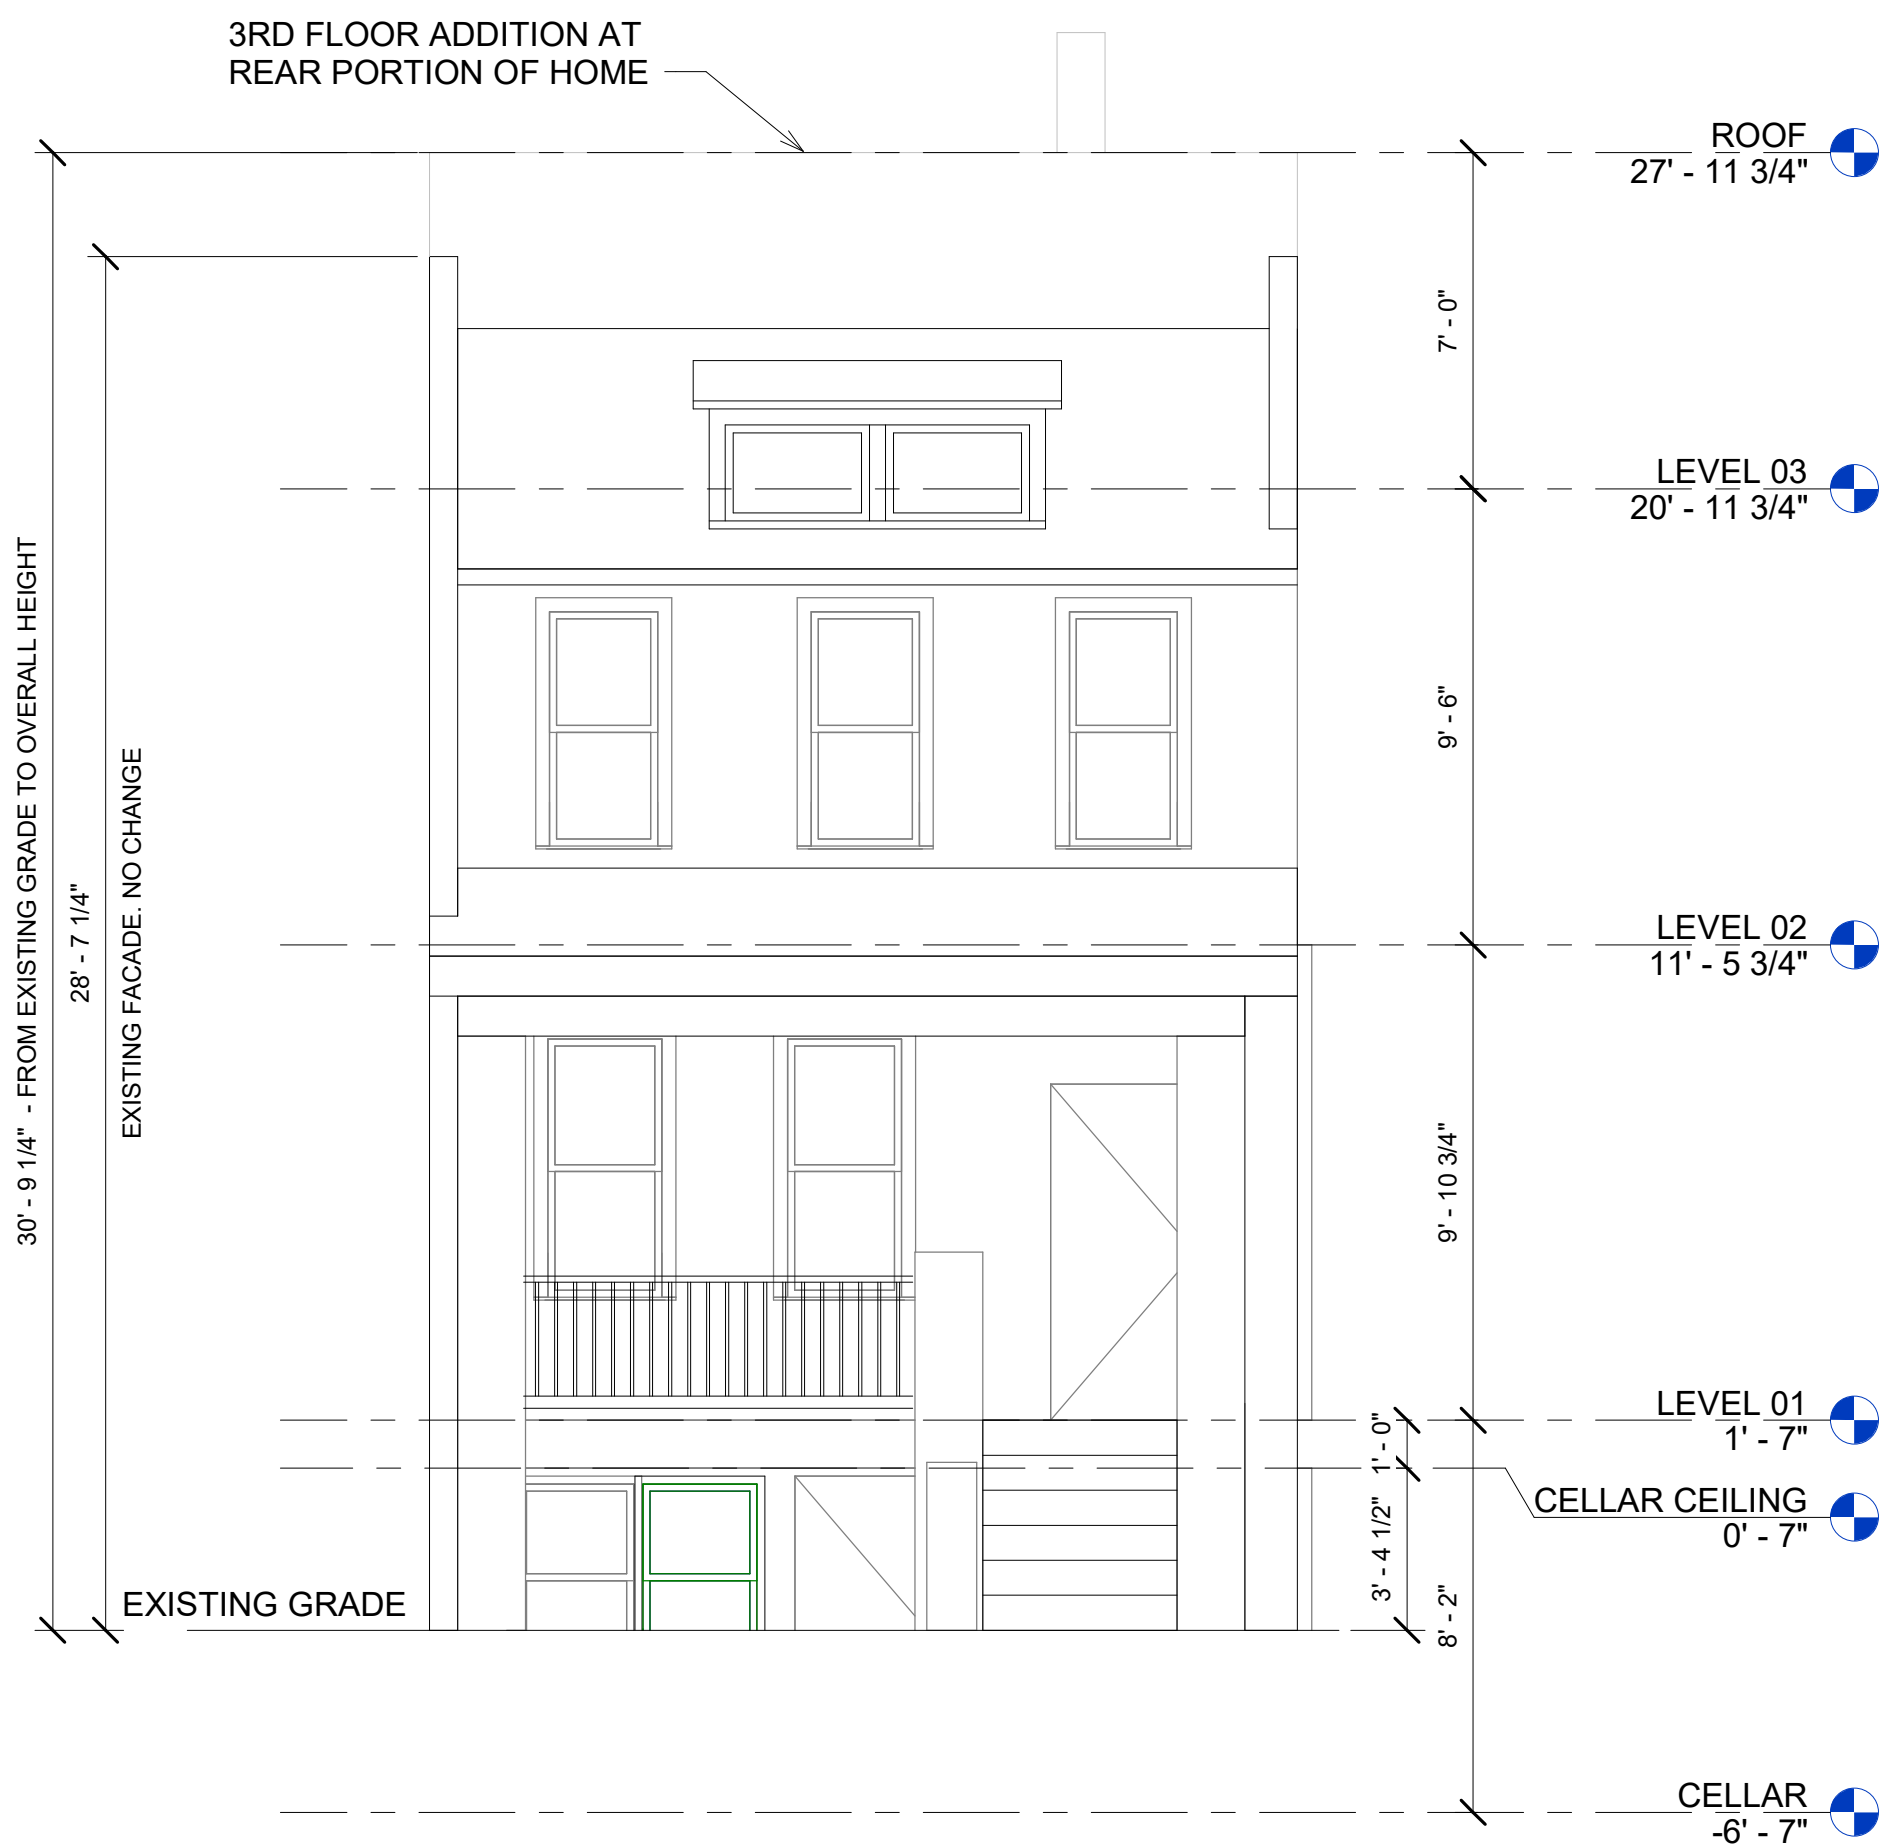 3RD FLOOR ADDITION AT
REAR PORTION OF HOME
ROOF
27' - 11 3/4"
7' - 0"
LEVEL 03
20' - 11 3/4"
9' - 6"
30' - 9 1/4" - FROM EXISTING GRADE TO OVERALL HEIGHT
28' - 7 1/4"
EXISTING FACADE. NO CHANGE
LEVEL 02
11' - 5 3/4"
9' - 10 3/4"
LEVEL 01
1' - 7"
1' - 0"
CELLAR CEILING
0' - 7"
3' - 4 1/2"
8' - 2"
EXISTING GRADE
CELLAR
-6' - 7"